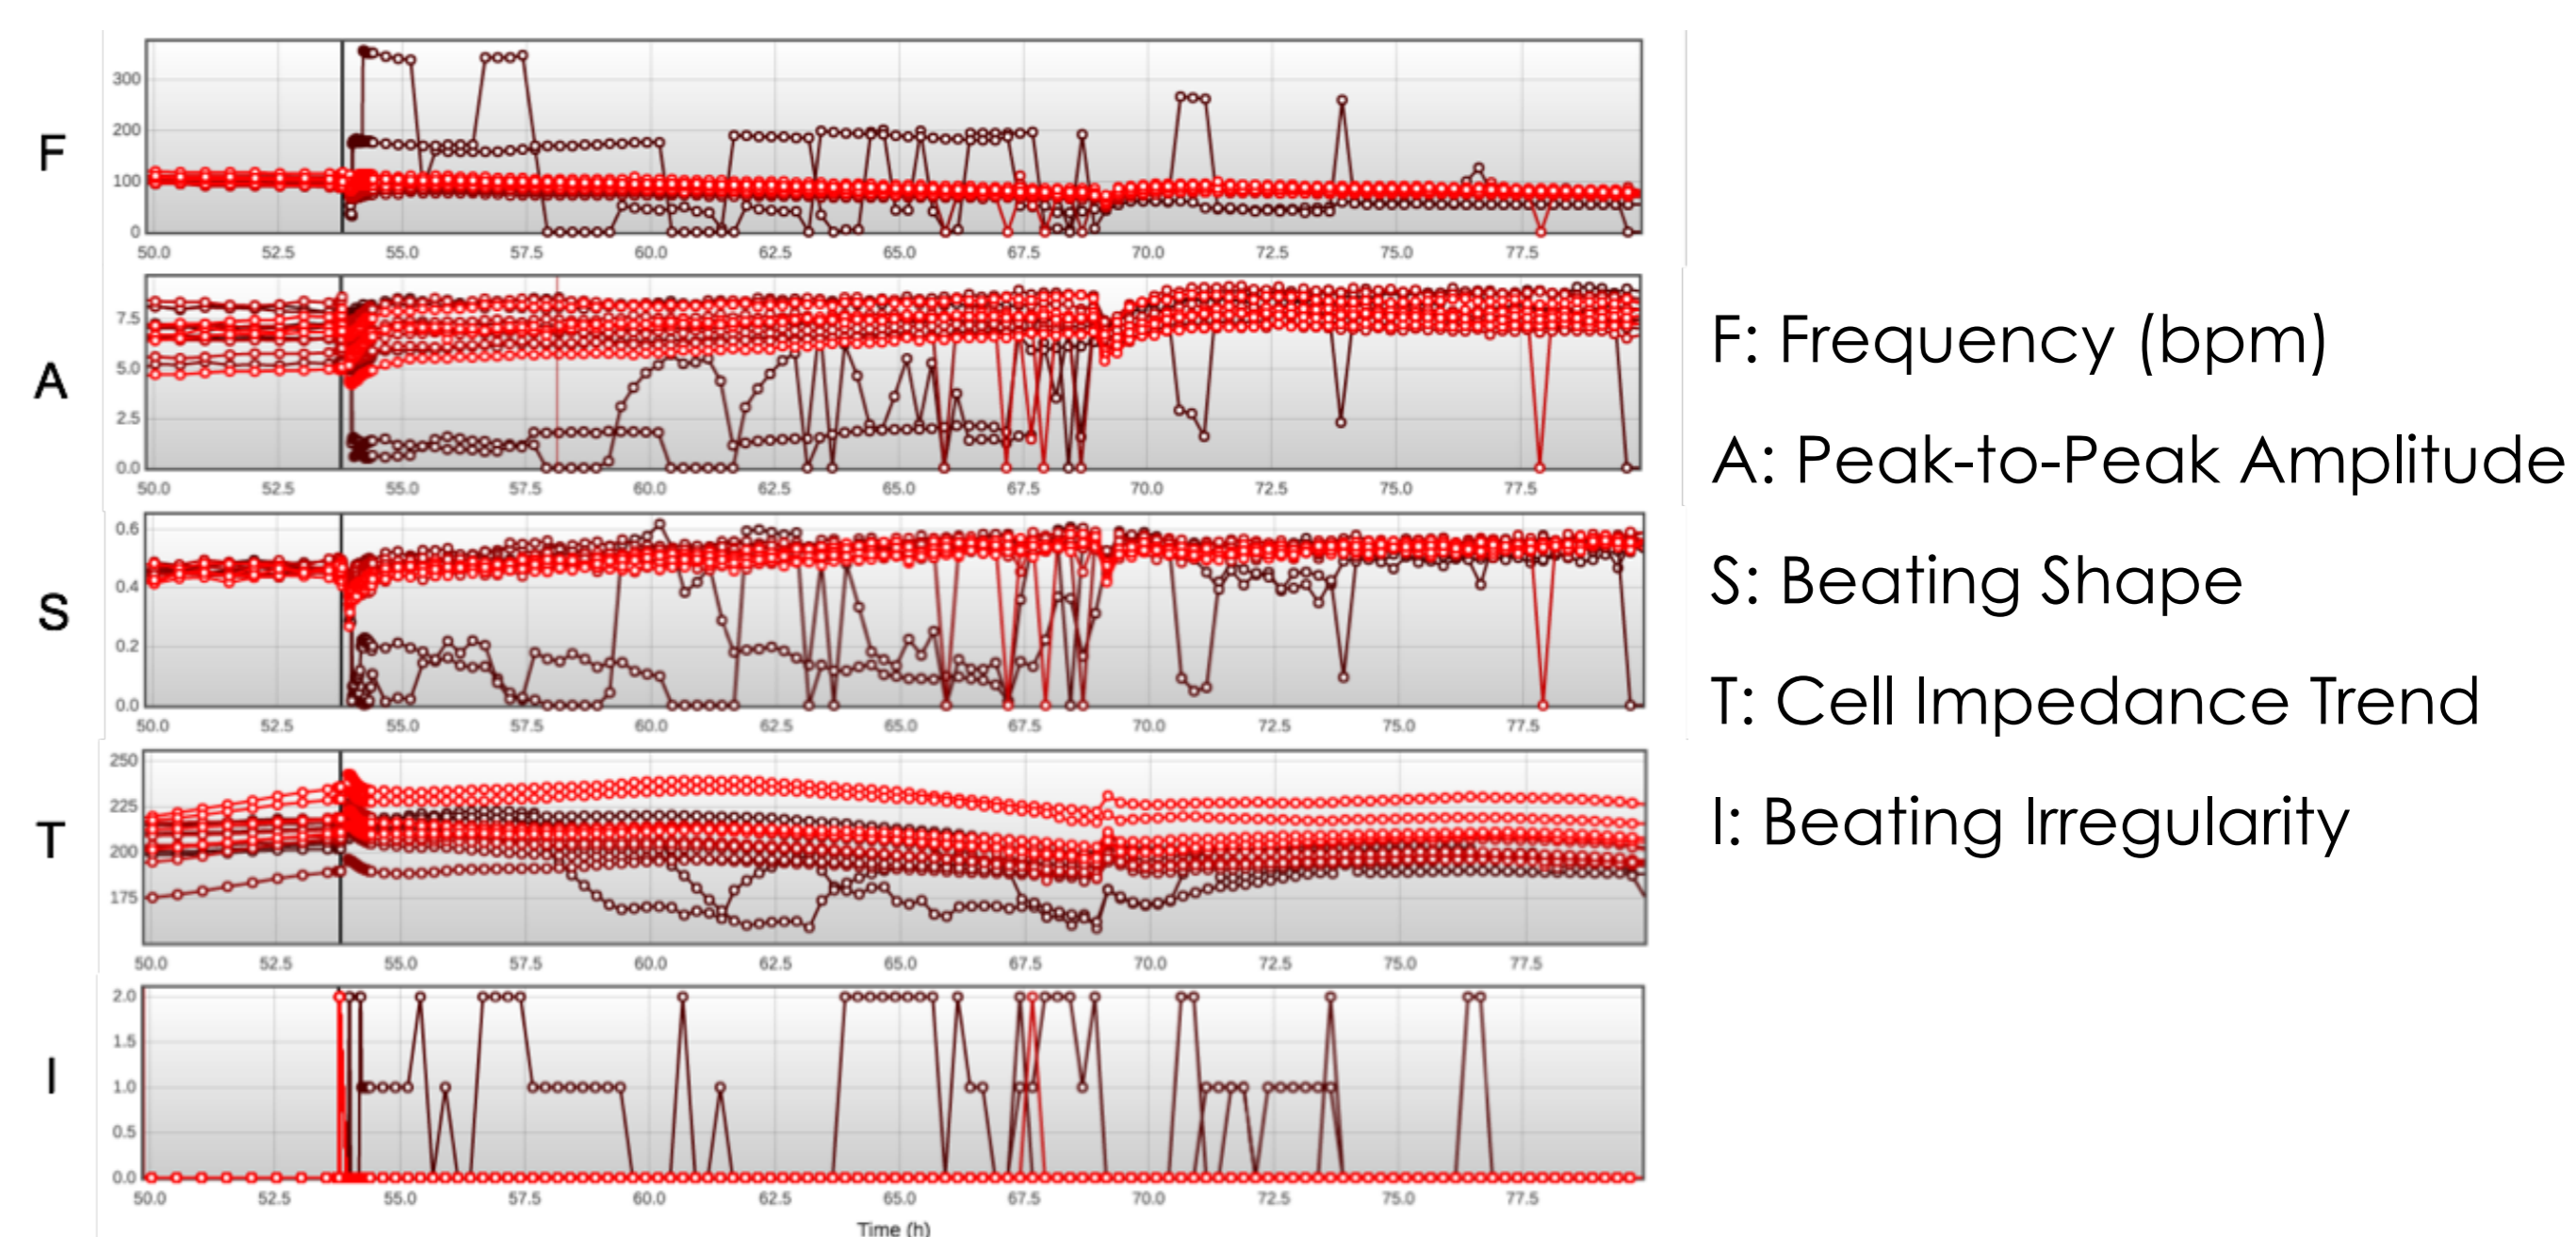 F
300
200
100
0
50.0 52.5 55.0 57.5 60.0 62.5 65.0 67.5 70.0 72.5 75.0 77.5
A
7.5
5.0
2.5
0.0
50.0 52.5 55.0 57.5 60.0 62.5 65.0 67.5 70.0 72.5 75.0 77.5
S
0.6
0.4
0.2
0.0
50.0 52.5 55.0 57.5 60.0 62.5 65.0 67.5 70.0 72.5 75.0 77.5
T
250
225
200
175
50.0 52.5 55.0 57.5 60.0 62.5 65.0 67.5 70.0 72.5 75.0 77.5
I
2.0
1.5
1.0
0.5
0.0
50.0 52.5 55.0 57.5 60.0 62.5 65.0 67.5 70.0 72.5 75.0 77.5
Time (h)
F: Frequency (bpm)
A: Peak-to-Peak Amplitude
S: Beating Shape
T: Cell Impedance Trend
I: Beating Irregularity